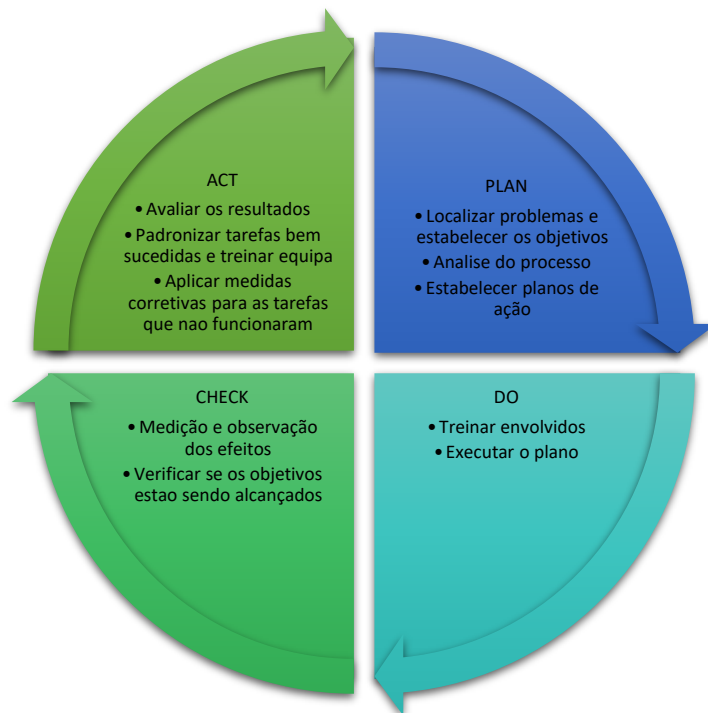 ACT
• Avaliar os resultados
• Padronizar tarefas bem
sucedidas e treinar equipa
• Aplicar medidas
corretivas para as tarefas
que nao funcionaram
PLAN
• Localizar problemas e
estabelecer os objetivos
• Analise do processo
• Estabelecer planos de
ação
CHECK
• Medição e observação
dos efeitos
• Verificar se os objetivos
estao sendo alcançados
DO
• Treinar envolvidos
• Executar o plano